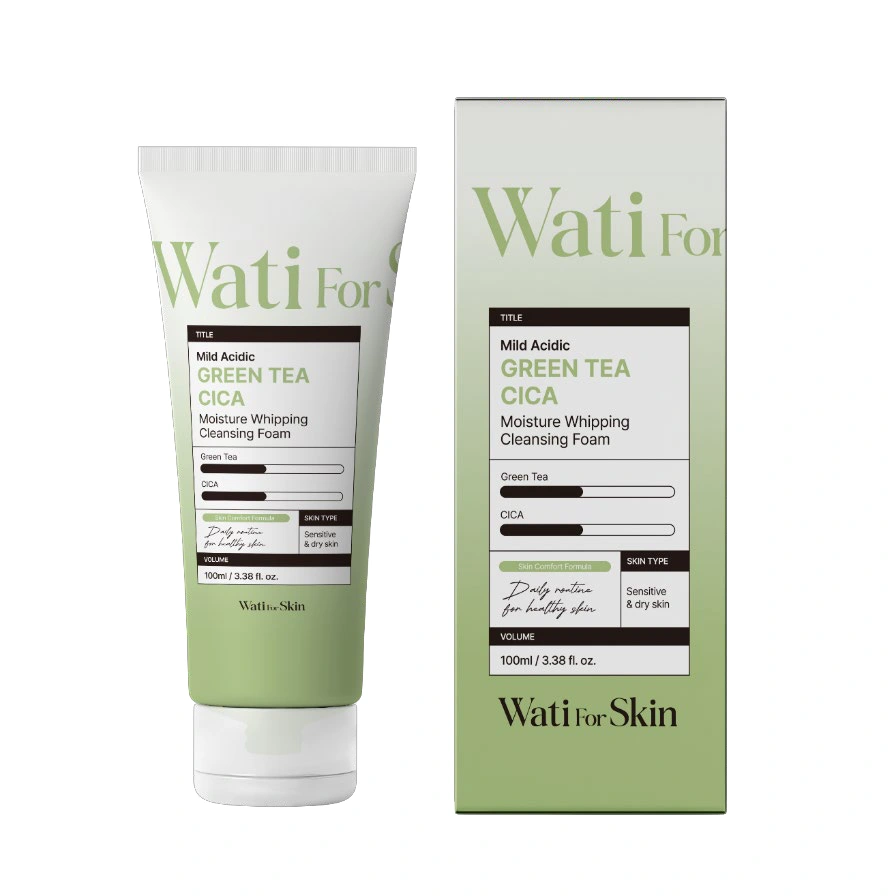 Wati For S
TITLE
Mild Acidic
GREEN TEA
CICA
Moisture Whipping
Cleansing Foam
Green Tea
CICA
Skin Comfort Formula
Daily routine
for healthy skin
SKIN TYPE
Sensitive
& dry skin
VOLUME
100ml / 3.38 fl. oz.
Wati For Skin
Wati For
TITLE
Mild Acidic
GREEN TEA
CICA
Moisture Whipping
Cleansing Foam
Green Tea
CICA
Skin Comfort Formula
Daily routine
for healthy skin
SKIN TYPE
Sensitive
& dry skin
VOLUME
100ml / 3.38 fl. oz.
Wati For Skin